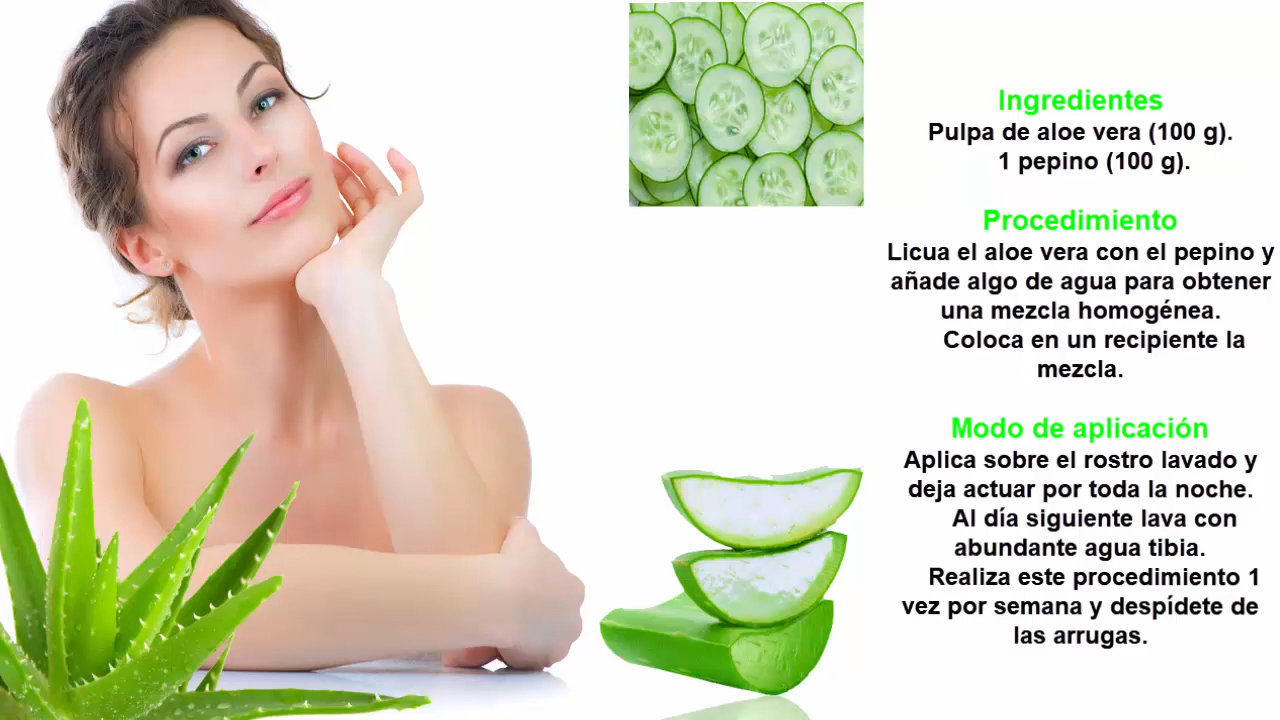 Ingredientes
Pulpa de aloe vera (100 g).
1 pepino (100 g).
Procedimiento
Licua el aloe vera con el pepino y
añade algo de agua para obtener
una mezcla homogénea.
Coloca en un recipiente la
mezcla.
Modo de aplicación
Aplica sobre el rostro lavado y
deja actuar por toda la noche.
Al día siguiente lava con
abundante agua tibia.
Realiza este procedimiento 1
vez por semana y despídete de
las arrugas.